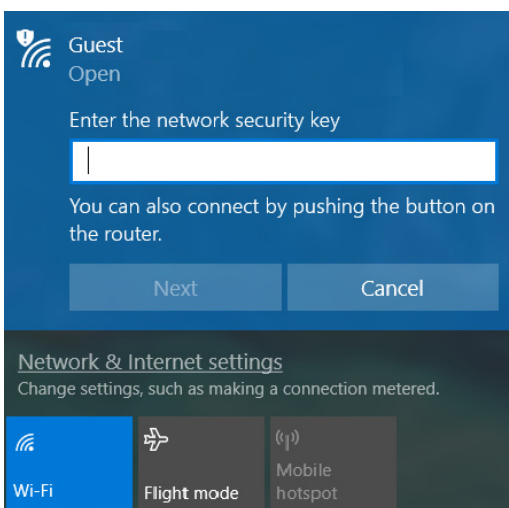 Guest
Open
Enter the network security key
You can also connect by pushing the button on
the router.
Next
Cancel
Network & Internet settings
Change settings, such as making a connection metered.
Wi-Fi
Flight mode
Mobile
hotspot